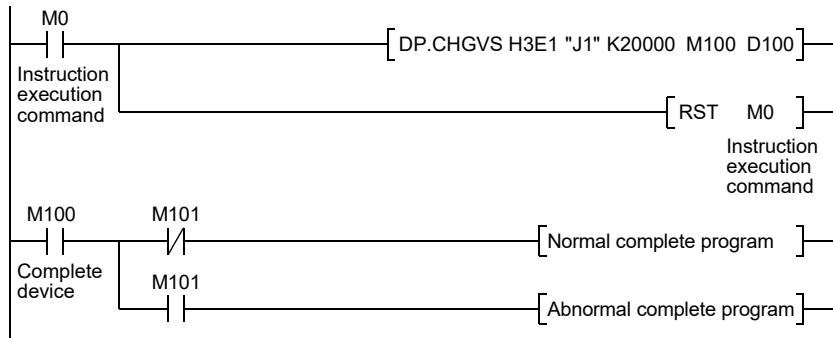 M0
DP.CHGVS H3E1 "J1" K20000 M100 D100
Instruction
execution
command
RST M0
Instruction
execution
command
M100 M101
Normal complete program
Complete
device
M101
Abnormal complete program